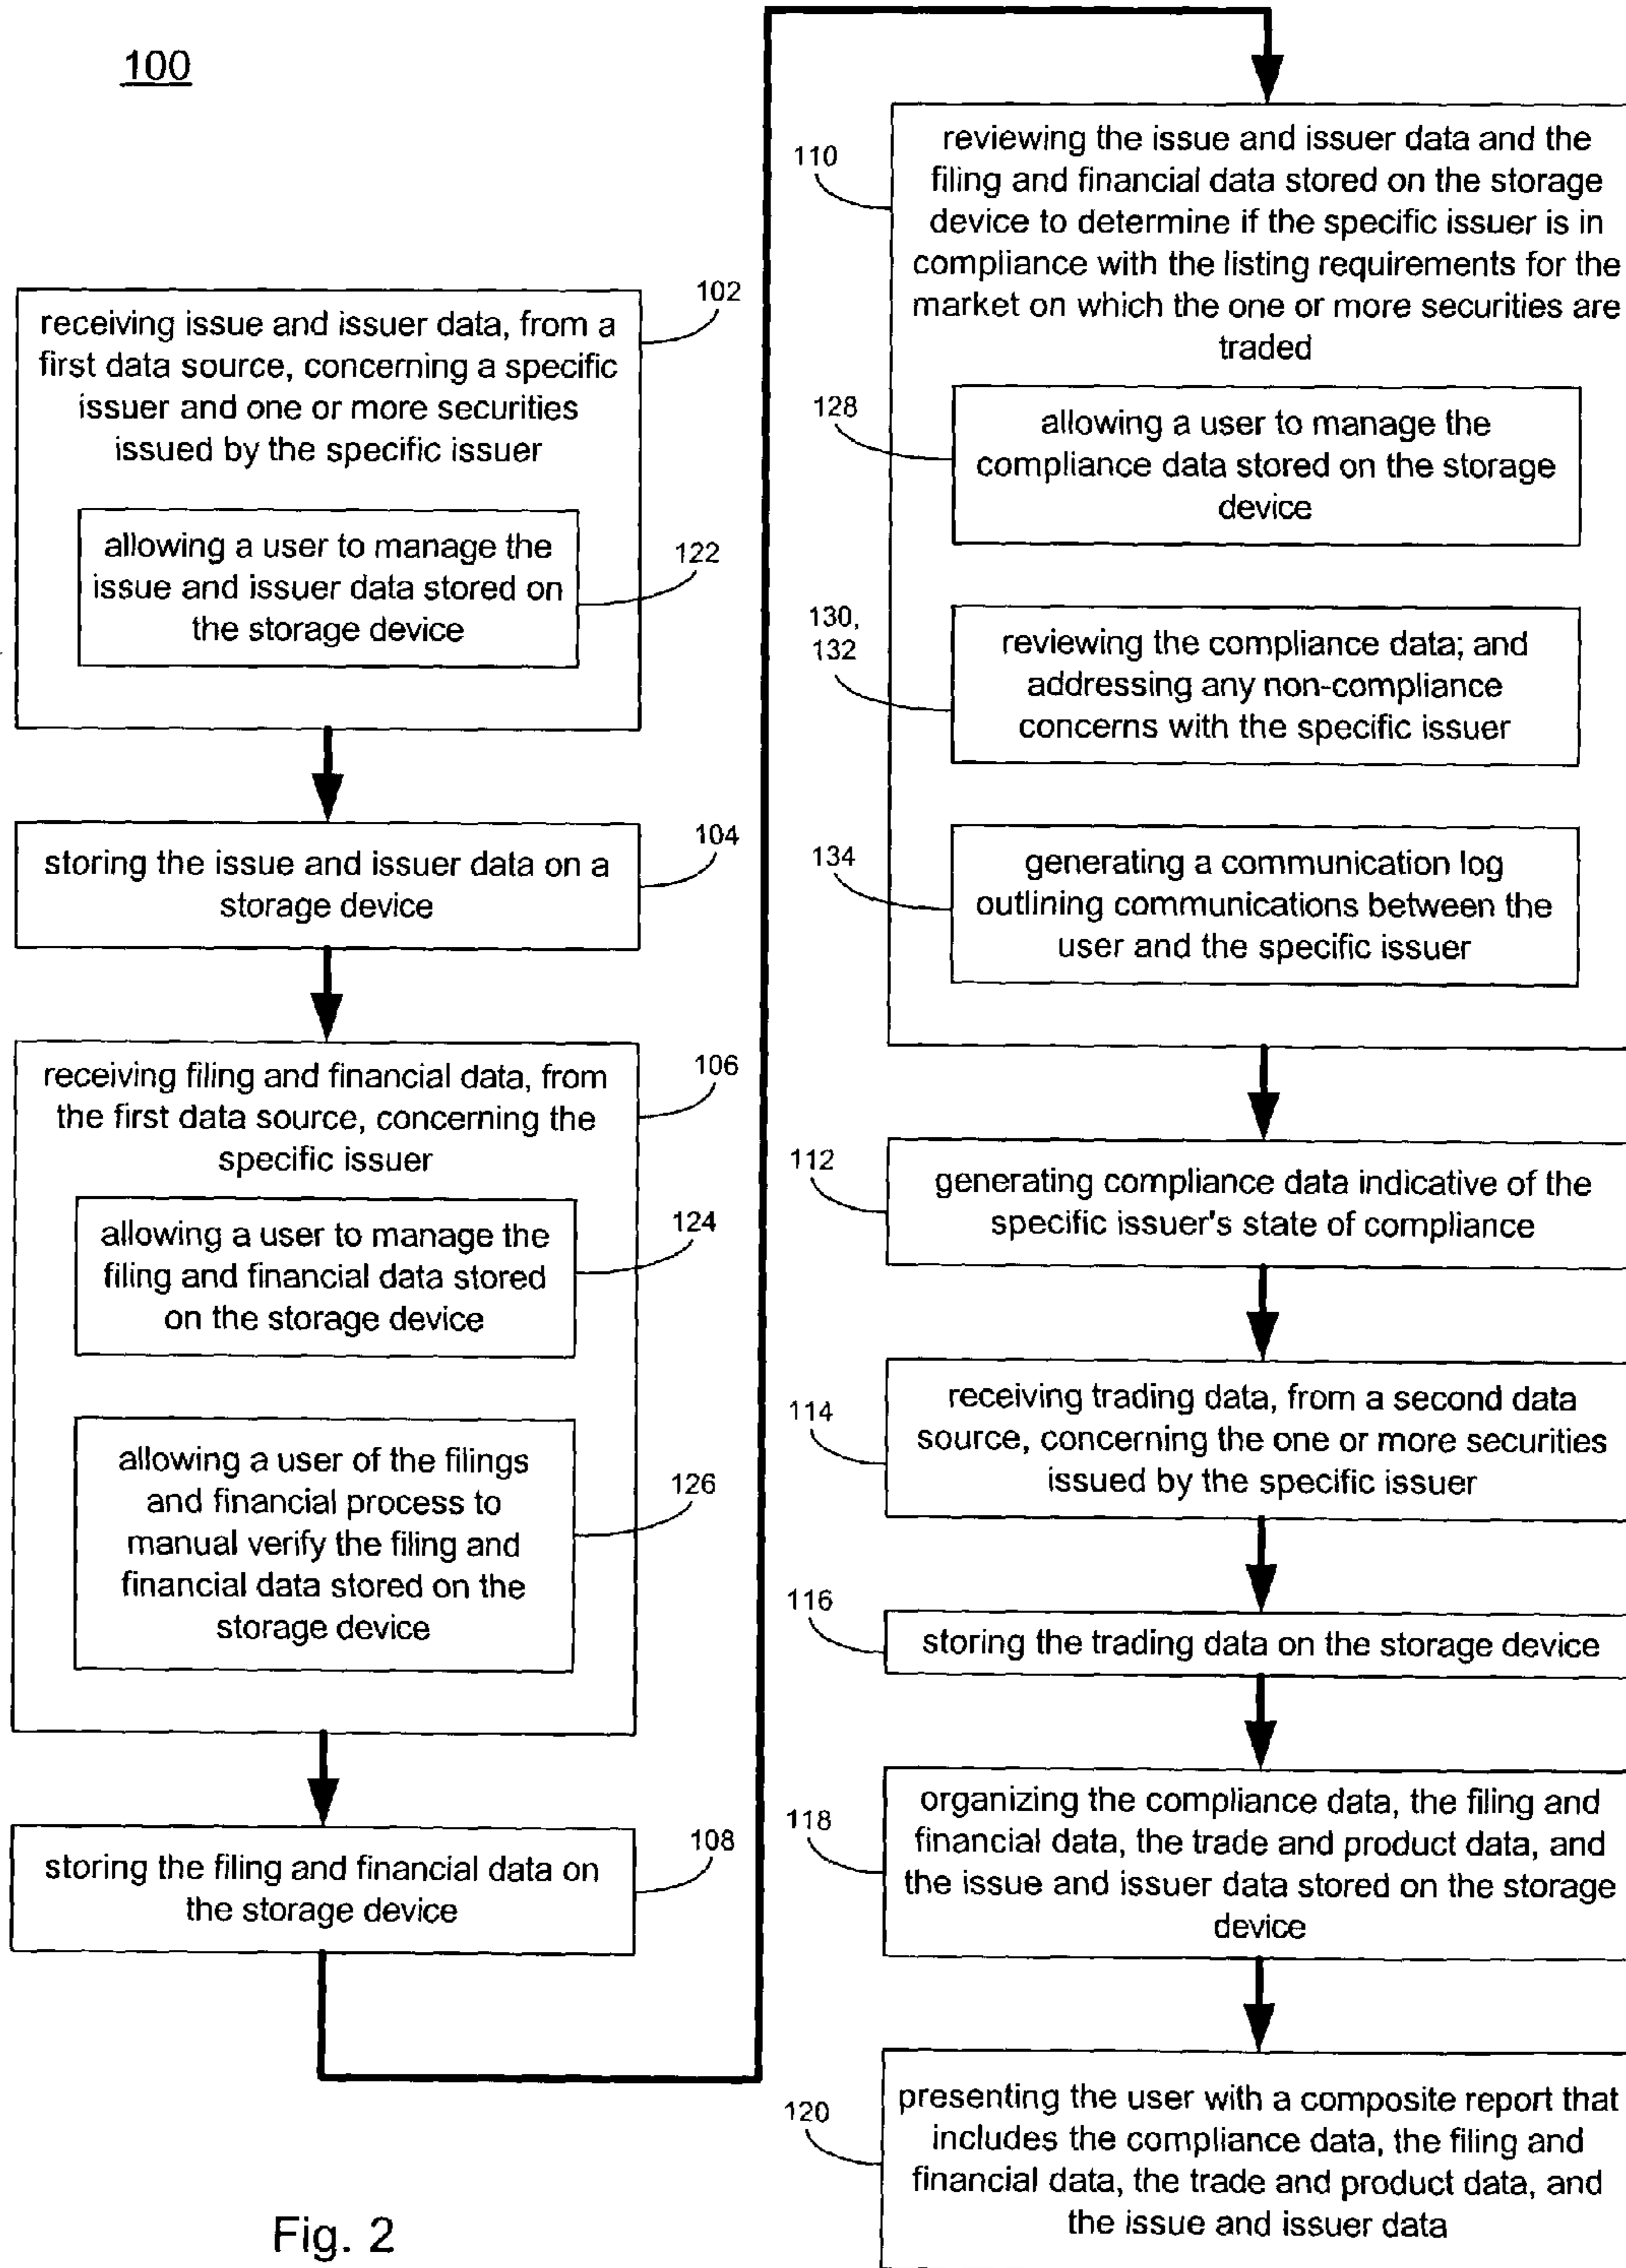 100
102
receiving issue and issuer data, from a
first data source, concerning a specific
issuer and one or more securities
issued by the specific issuer
122
allowing a user to manage the
issue and issuer data stored on
the storage device
104
storing the issue and issuer data on a
storage device
106
receiving filing and financial data, from
the first data source, concerning the
specific issuer
124
allowing a user to manage the
filing and financial data stored
on the storage device
126
allowing a user of the filings
and financial process to
manual verify the filing and
financial data stored on the
storage device
108
storing the filing and financial data on
the storage device
110
reviewing the issue and issuer data and the
filing and financial data stored on the storage
device to determine if the specific issuer is in
compliance with the listing requirements for the
market on which the one or more securities are
traded
128
allowing a user to manage the
compliance data stored on the storage
device
130,
132
reviewing the compliance data; and
addressing any non-compliance
concerns with the specific issuer
134
generating a communication log
outlining communications between the
user and the specific issuer
112
generating compliance data indicative of the
specific issuer's state of compliance
114
receiving trading data, from a second data
source, concerning the one or more securities
issued by the specific issuer
116
storing the trading data on the storage device
118
organizing the compliance data, the filing and
financial data, the trade and product data, and
the issue and issuer data stored on the storage
device
120
presenting the user with a composite report that
includes the compliance data, the filing and
financial data, the trade and product data, and
the issue and issuer data
Fig. 2